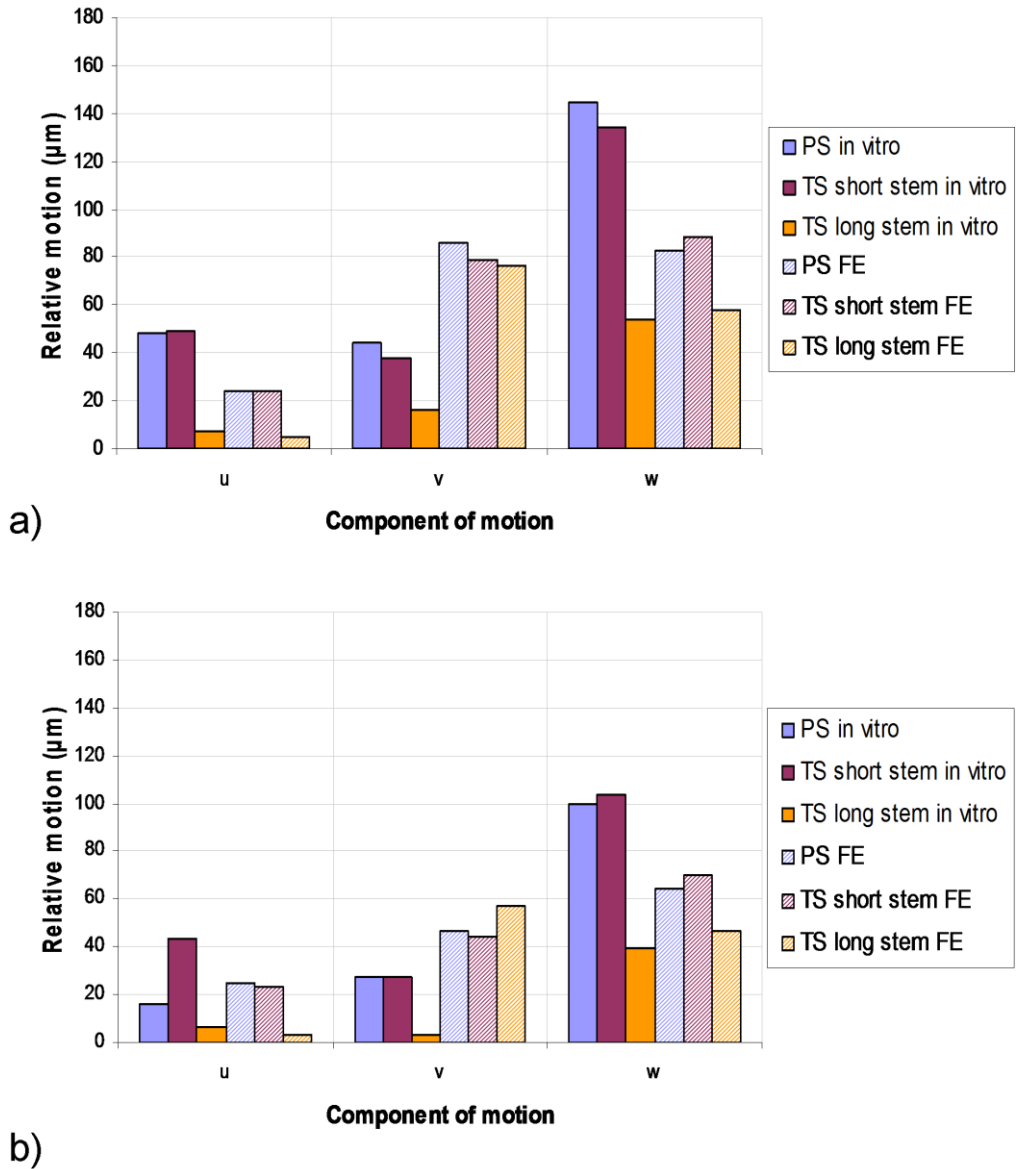 180
160
140
120
100
80
60
40
20
0
Relative motion (µm)
u v w
Component of motion
PS in vitro
TS short stem in vitro
TS long stem in vitro
PS FE
TS short stem FE
TS long stem FE
a)
180
160
140
120
100
80
60
40
20
0
Relative motion (µm)
u v w
Component of motion
PS in vitro
TS short stem in vitro
TS long stem in vitro
PS FE
TS short stem FE
TS long stem FE
b)